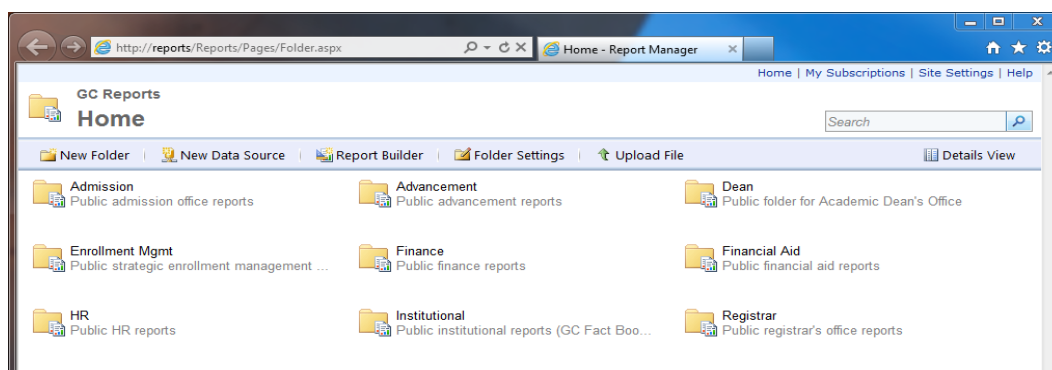 http://reports/Reports/Pages/Folder.aspx
Home - Report Manager
Home | My Subscriptions | Site Settings | Help
GC Reports
Home
Search
New Folder | New Data Source | Report Builder | Folder Settings | Upload File
Details View
Admission
Public admission office reports
Advancement
Public advancement reports
Dean
Public folder for Academic Dean's Office
Enrollment Mgmt
Public strategic enrollment management ...
Finance
Public finance reports
Financial Aid
Public financial aid reports
HR
Public HR reports
Institutional
Public institutional reports (GC Fact Boo...
Registrar
Public registrar's office reports